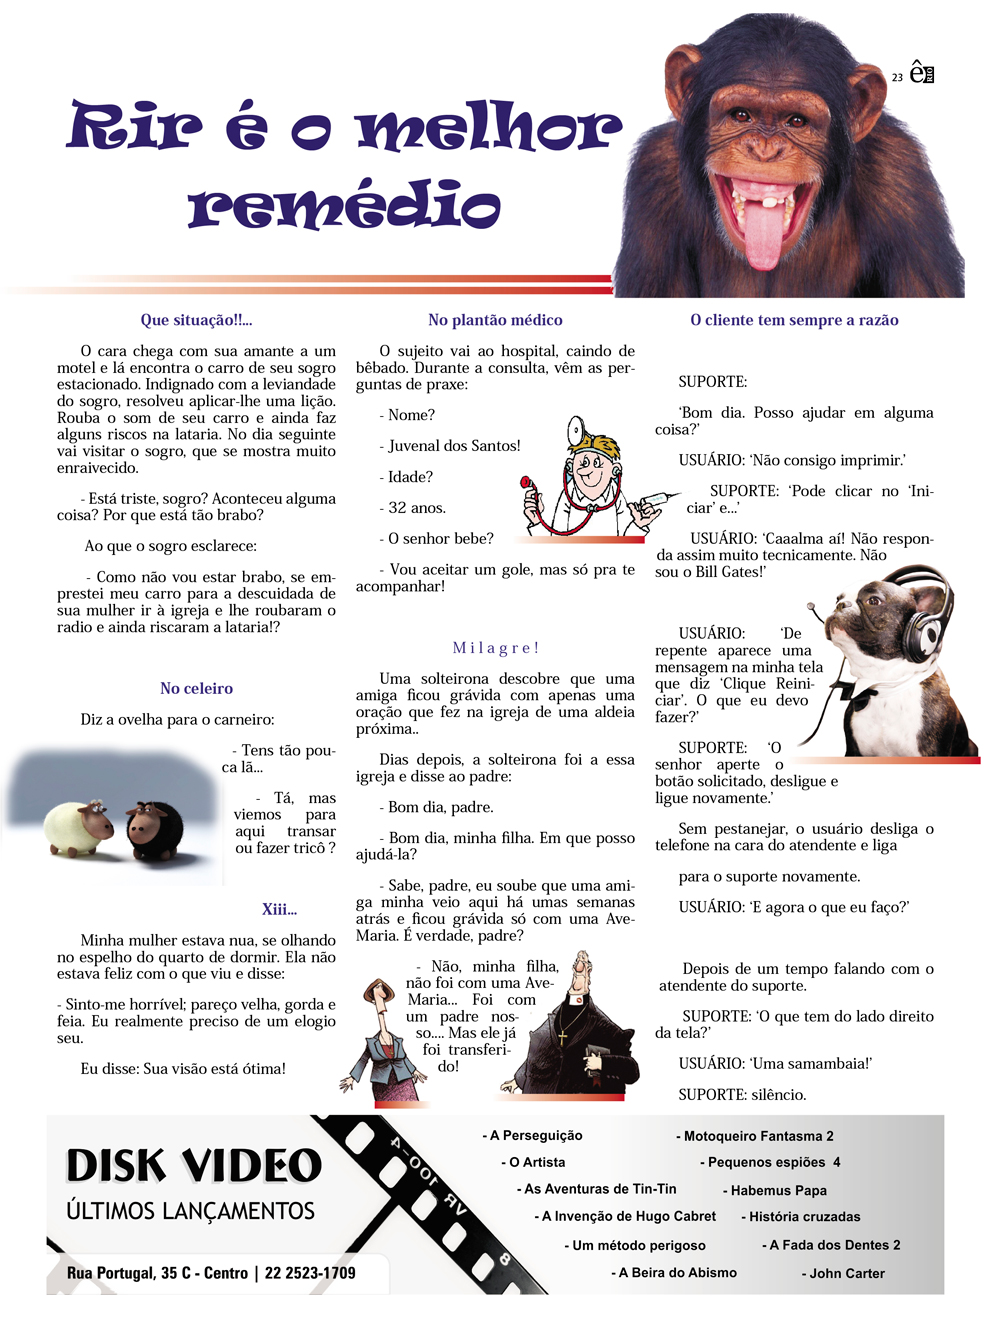 23 ê RIO
Rir é o melhor
remédio
Que situação!!...
O cara chega com sua amante a um
motel e lá encontra o carro de seu sogro
estacionado. Indignado com a leviandade
do sogro, resolveu aplicar-lhe uma lição.
Rouba o som de seu carro e ainda faz
alguns riscos na lataria. No dia seguinte
vai visitar o sogro, que se mostra muito
enraivecido.
- Está triste, sogro? Aconteceu alguma
coisa? Por que está tão brabo?
Ao que o sogro esclarece:
- Como não vou estar brabo, se em-
prestei meu carro para a descuidada de
sua mulher ir à igreja e lhe roubaram o
radio e ainda riscaram a lataria!?
No celeiro
Diz a ovelha para o carneiro:
- Tens tão pou-
ca lã...
- Tá, mas
viemos para
aqui transar
ou fazer tricô ?
Xiii...
Minha mulher estava nua, se olhando
no espelho do quarto de dormir. Ela não
estava feliz com o que viu e disse:
- Sinto-me horrível; pareço velha, gorda e
feia. Eu realmente preciso de um elogio
seu.
Eu disse: Sua visão está ótima!
No plantão médico
O sujeito vai ao hospital, caindo de
bêbado. Durante a consulta, vêm as per-
guntas de praxe:
- Nome?
- Juvenal dos Santos!
- Idade?
- 32 anos.
- O senhor bebe?
- Vou aceitar um gole, mas só pra te
acompanhar!
Milagre!
Uma solteirona descobre que uma
amiga ficou grávida com apenas uma
oração que fez na igreja de uma aldeia
próxima..
Dias depois, a solteirona foi a essa
igreja e disse ao padre:
- Bom dia, padre.
- Bom dia, minha filha. Em que posso
ajudá-la?
- Sabe, padre, eu soube que uma ami-
ga minha veio aqui há umas semanas
atrás e ficou grávida só com uma Ave-
Maria. É verdade, padre?
- Não, minha filha,
não foi com uma Ave-
Maria... Foi com
um padre nos-
so.... Mas ele já
foi transferi-
do!
O cliente tem sempre a razão
SUPORTE:
‘Bom dia. Posso ajudar em alguma
coisa?’
USUÁRIO: ‘Não consigo imprimir.’
SUPORTE: ‘Pode clicar no ‘Ini-
ciar’ e...’
USUÁRIO: ‘Caaalma aí! Não respon-
da assim muito tecnicamente. Não
sou o Bill Gates!’
USUÁRIO: ‘De
repente aparece uma
mensagem na minha tela
que diz ‘Clique Reini-
ciar’. O que eu devo
fazer?’
SUPORTE: ‘O
senhor aperte o
botão solicitado, desligue e
ligue novamente.’
Sem pestanejar, o usuário desliga o
telefone na cara do atendente e liga
para o suporte novamente.
USUÁRIO: ‘E agora o que eu faço?’
Depois de um tempo falando com o
atendente do suporte.
SUPORTE: ‘O que tem do lado direito
da tela?’
USUÁRIO: ‘Uma samambaia!’
SUPORTE: silêncio.
DISK VIDEO
ÚLTIMOS LANÇAMENTOS
Rua Portugal, 35 C - Centro | 22 2523-1709
VR 100-4
8
- A Perseguição
- O Artista
- As Aventuras de Tin-Tin
- A Invenção de Hugo Cabret
- Um método perigoso
- A Beira do Abismo
- Motoqueiro Fantasma 2
- Pequenos espiões 4
- Habemus Papa
- História cruzadas
- A Fada dos Dentes 2
- John Carter